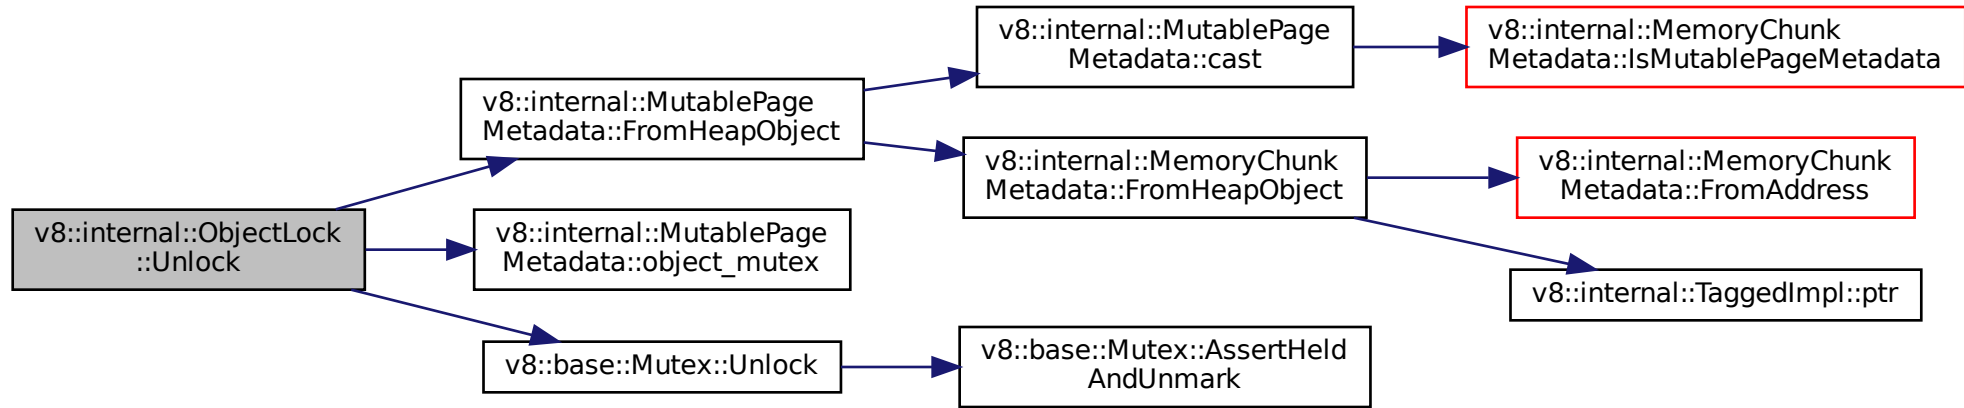 v8::internal::ObjectLock
::Unlock
v8::internal::MutablePage
Metadata::FromHeapObject
v8::internal::MutablePage
Metadata::cast
v8::internal::MemoryChunk
Metadata::IsMutablePageMetadata
v8::internal::MemoryChunk
Metadata::FromHeapObject
v8::internal::MemoryChunk
Metadata::FromAddress
v8::internal::TaggedImpl::ptr
v8::internal::MutablePage
Metadata::object_mutex
v8::base::Mutex::Unlock
v8::base::Mutex::AssertHeld
AndUnmark